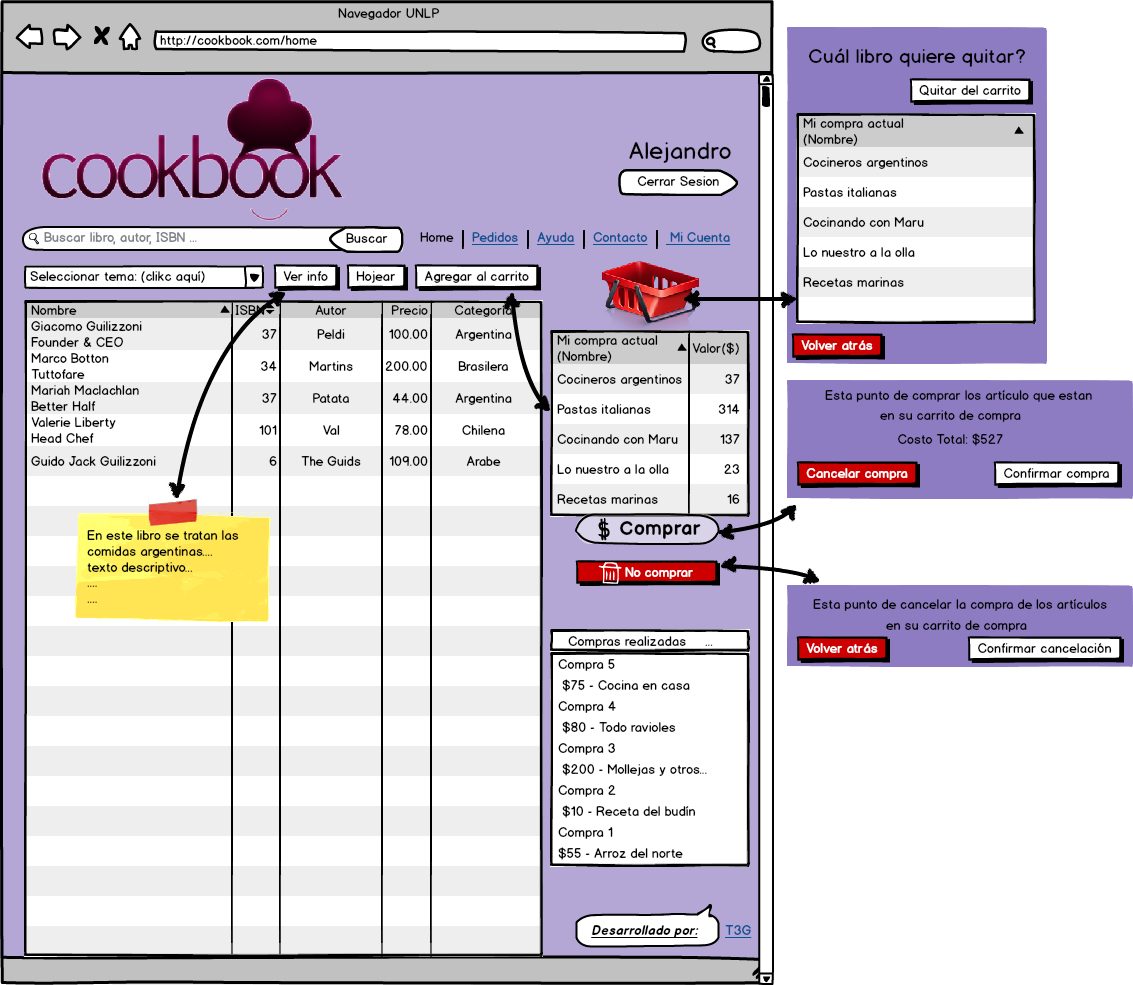 Navegador UNLP
http://cookbook.com/home
cookbook
Alejandro
Cerrar Sesion
Buscar libro, autor, ISBN ...
Buscar
Home
Pedidos
Ayuda
Contacto
Mi Cuenta
Seleccionar tema: (clikc aquí)
Ver info
Hojear
Agregar al carrito
Nombre ISBN Autor Precio Categoria
Giacomo Guilizzoni
Founder & CEO
37 Peldi 100.00 Argentina
Marco Botton
Tuttofare
34 Martins 200.00 Brasilera
Mariah Maclachlan
Better Half
37 Patata 44.00 Argentina
Valerie Liberty
Head Chef
101 Val 78.00 Chilena
Guido Jack Guilizzoni 6 The Guids 109.00 Arabe
En este libro se tratan las
comidas argentinas....
texto descriptivo...
....
....
Mi compra actual
(Nombre)
Valor($)
Cocineros argentinos 37
Pastas italianas 314
Cocinando con Maru 137
Lo nuestro a la olla 23
Recetas marinas 16
$ Comprar
No comprar
Compras realizadas ...
Compra 5
$75 - Cocina en casa
Compra 4
$80 - Todo ravioles
Compra 3
$200 - Mollejas y otros...
Compra 2
$10 - Receta del budín
Compra 1
$55 - Arroz del norte
Desarrollado por:
T3G
Cuál libro quiere quitar?
Quitar del carrito
Mi compra actual
(Nombre)
Cocineros argentinos
Pastas italianas
Cocinando con Maru
Lo nuestro a la olla
Recetas marinas
Volver atrás
Esta punto de comprar los artículo que estan
en su carrito de compra
Costo Total: $527
Cancelar compra
Confirmar compra
Esta punto de cancelar la compra de los artículos
en su carrito de compra
Volver atrás
Confirmar cancelación